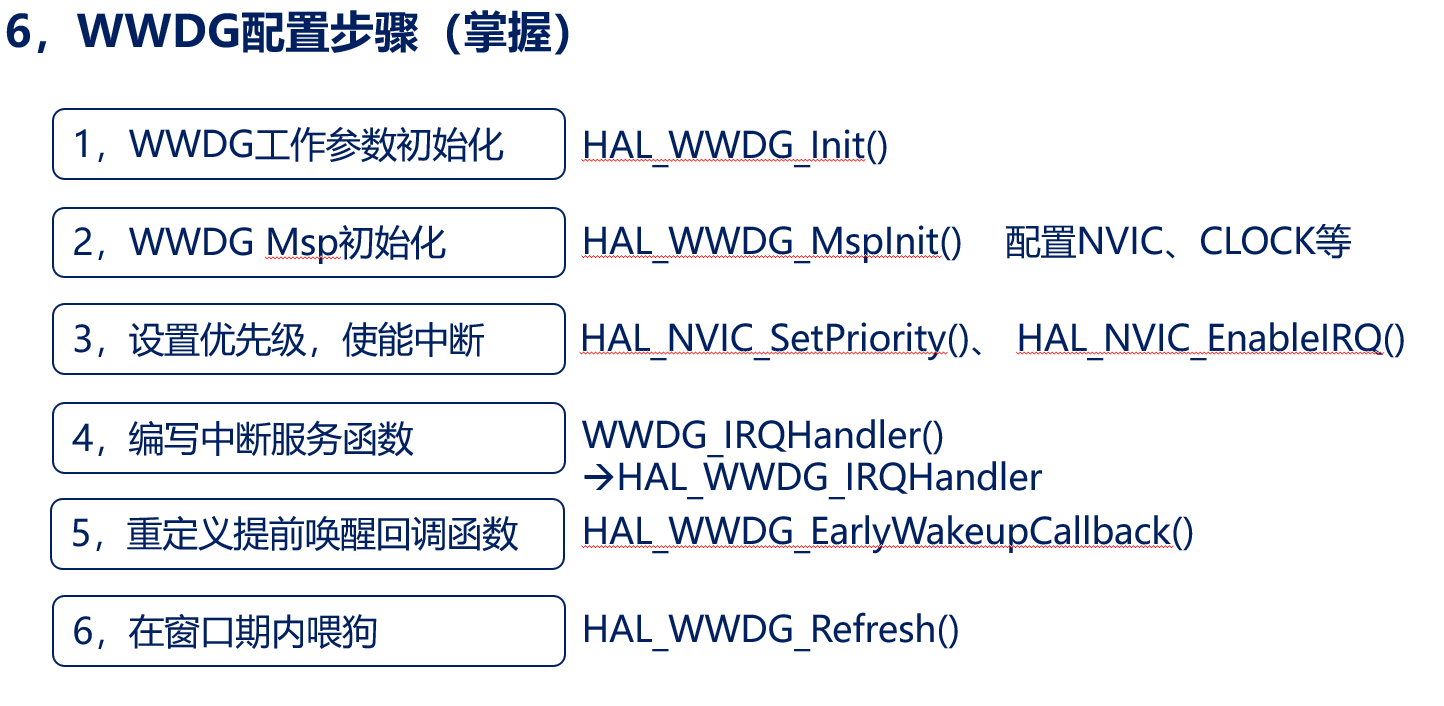 6，WWDG配置步骤（掌握）
1，WWDG工作参数初始化 HAL_WWDG_Init()
2，WWDG Msp初始化 HAL_WWDG_MspInit() 配置NVIC、CLOCK等
3，设置优先级，使能中断 HAL_NVIC_SetPriority()、 HAL_NVIC_EnableIRQ()
4，编写中断服务函数 WWDG_IRQHandler()
→HAL_WWDG_IRQHandler
5，重定义提前唤醒回调函数 HAL_WWDG_EarlyWakeupCallback()
6，在窗口期内喂狗 HAL_WWDG_Refresh()